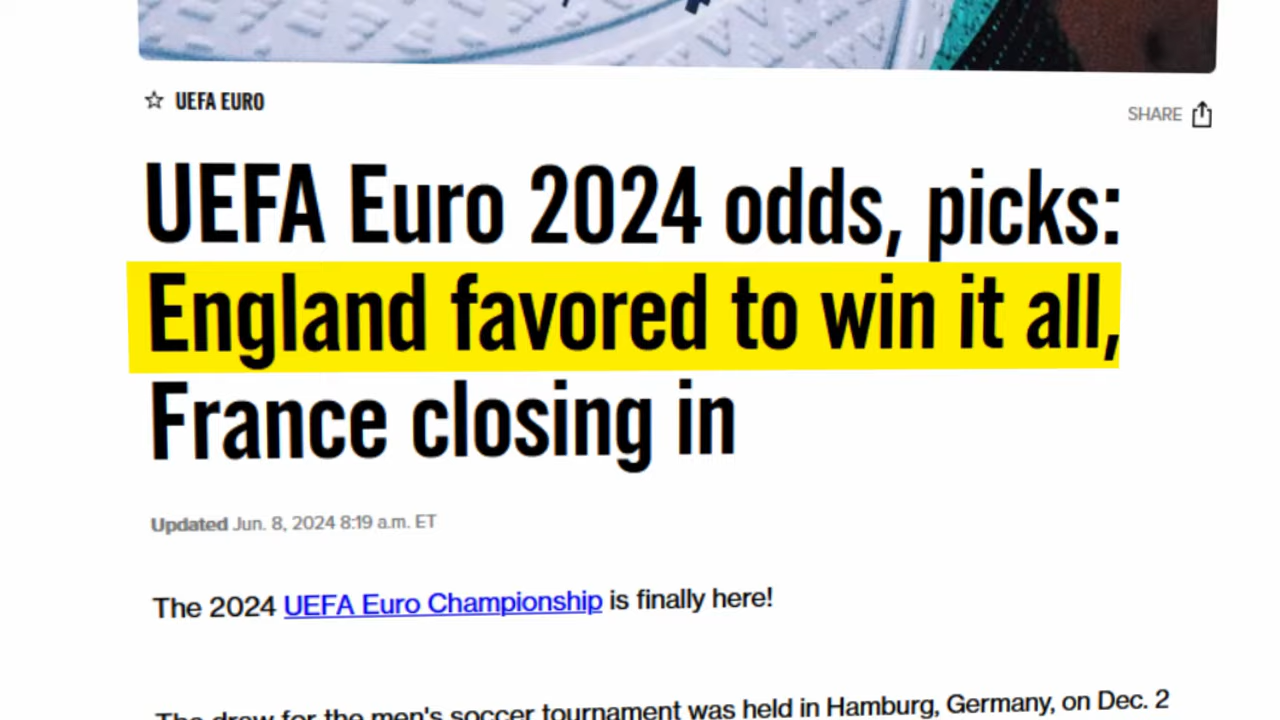 UEFA EURO
SHARE
UEFA Euro 2024 odds, picks:
England favored to win it all,
France closing in
Updated Jun. 8, 2024 8:19 a.m. ET
The 2024 UEFA Euro Championship is finally here!
The draw for the men's soccer tournament was held in Hamburg, Germany, on Dec. 2